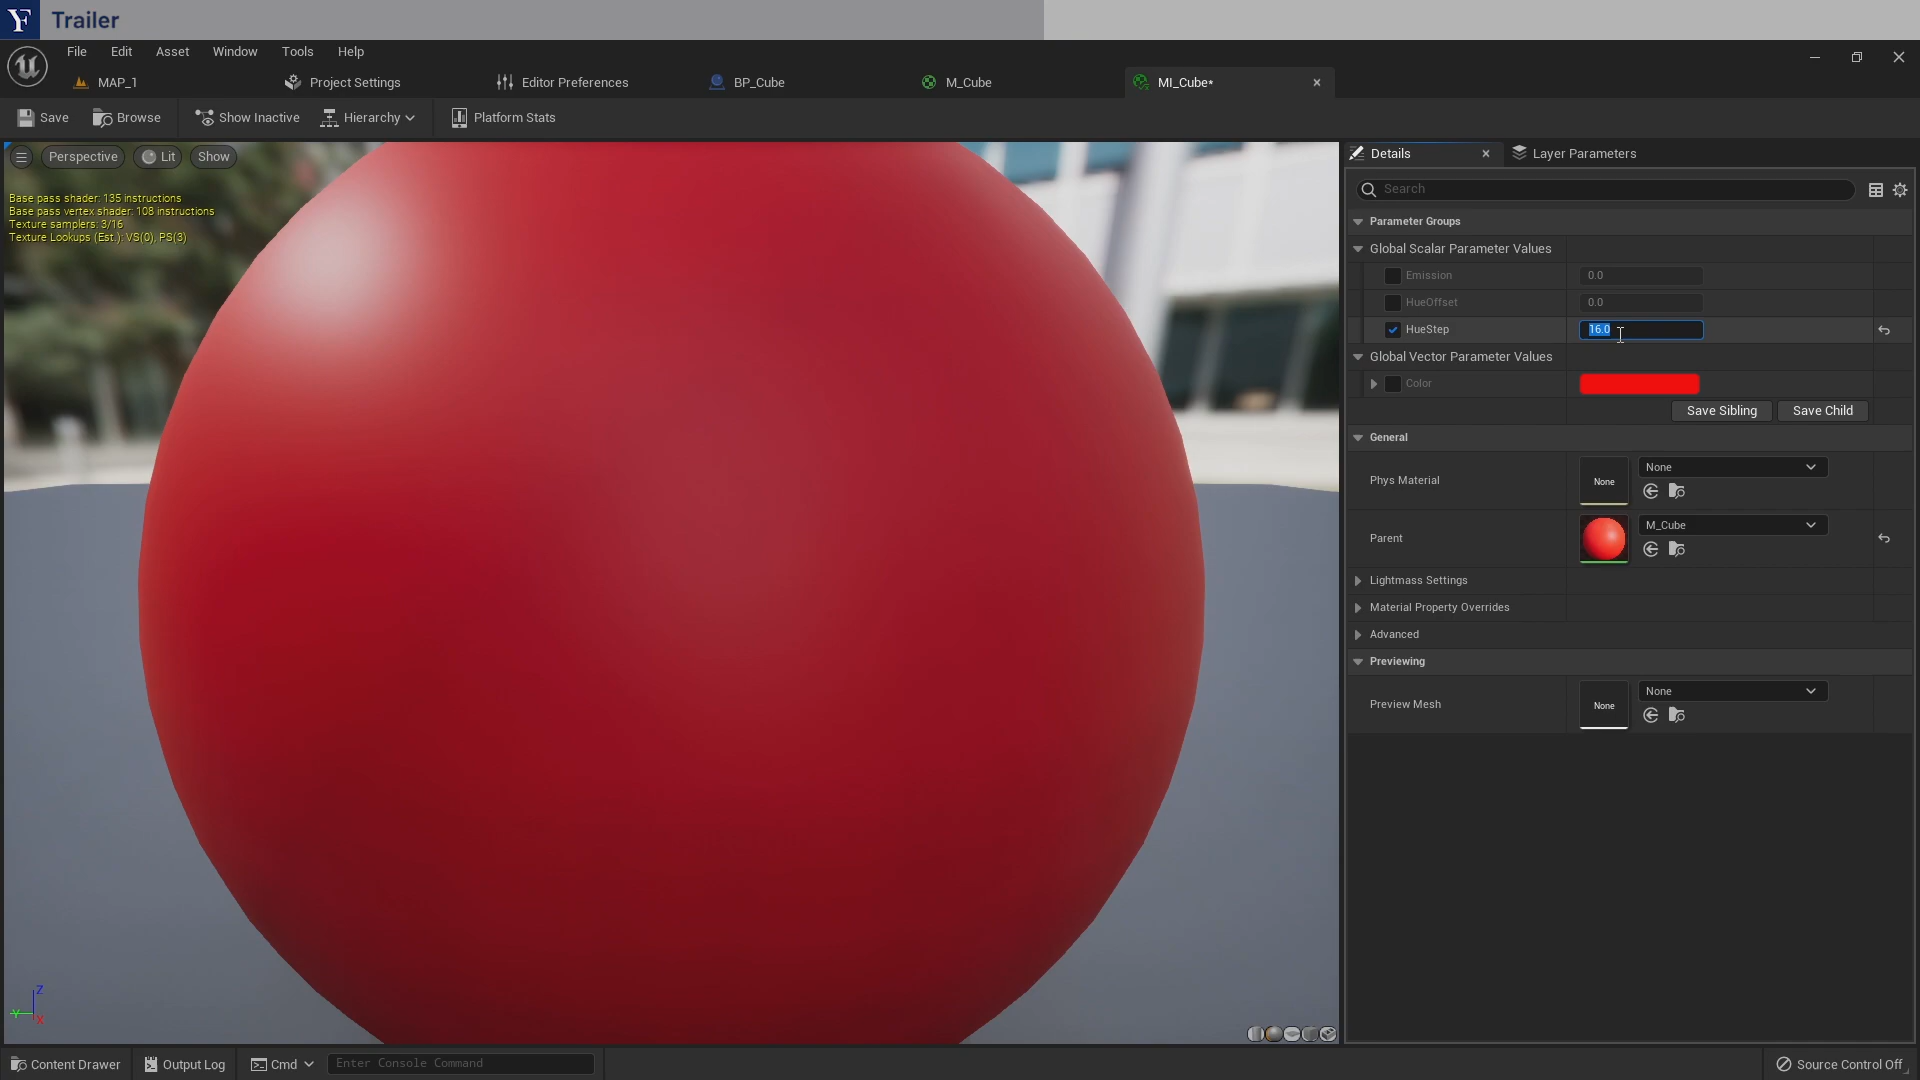 Y Trailer
File Edit Asset Window Tools Help
MAP_1 Project Settings Editor Preferences BP_Cube M_Cube MI_Cube*
Save Browse Show Inactive Hierarchy Platform Stats
Perspective Lit Show
Base pass shader: 135 instructions
Base pass vertex shader: 108 instructions
Texture samplers: 3/16
Texture Lookups (Est.): VS(0), PS(3)
Z
Y
X
Details Layer Parameters
Search
Parameter Groups
Global Scalar Parameter Values
Emission 0.0
HueOffset 0.0
HueStep 16.0
Global Vector Parameter Values
Color
Save Sibling Save Child
General
Phys Material None None
Parent M_Cube
Lightmass Settings
Material Property Overrides
Advanced
Previewing
Preview Mesh None None
Content Drawer Output Log Cmd Enter Console Command Source Control Off